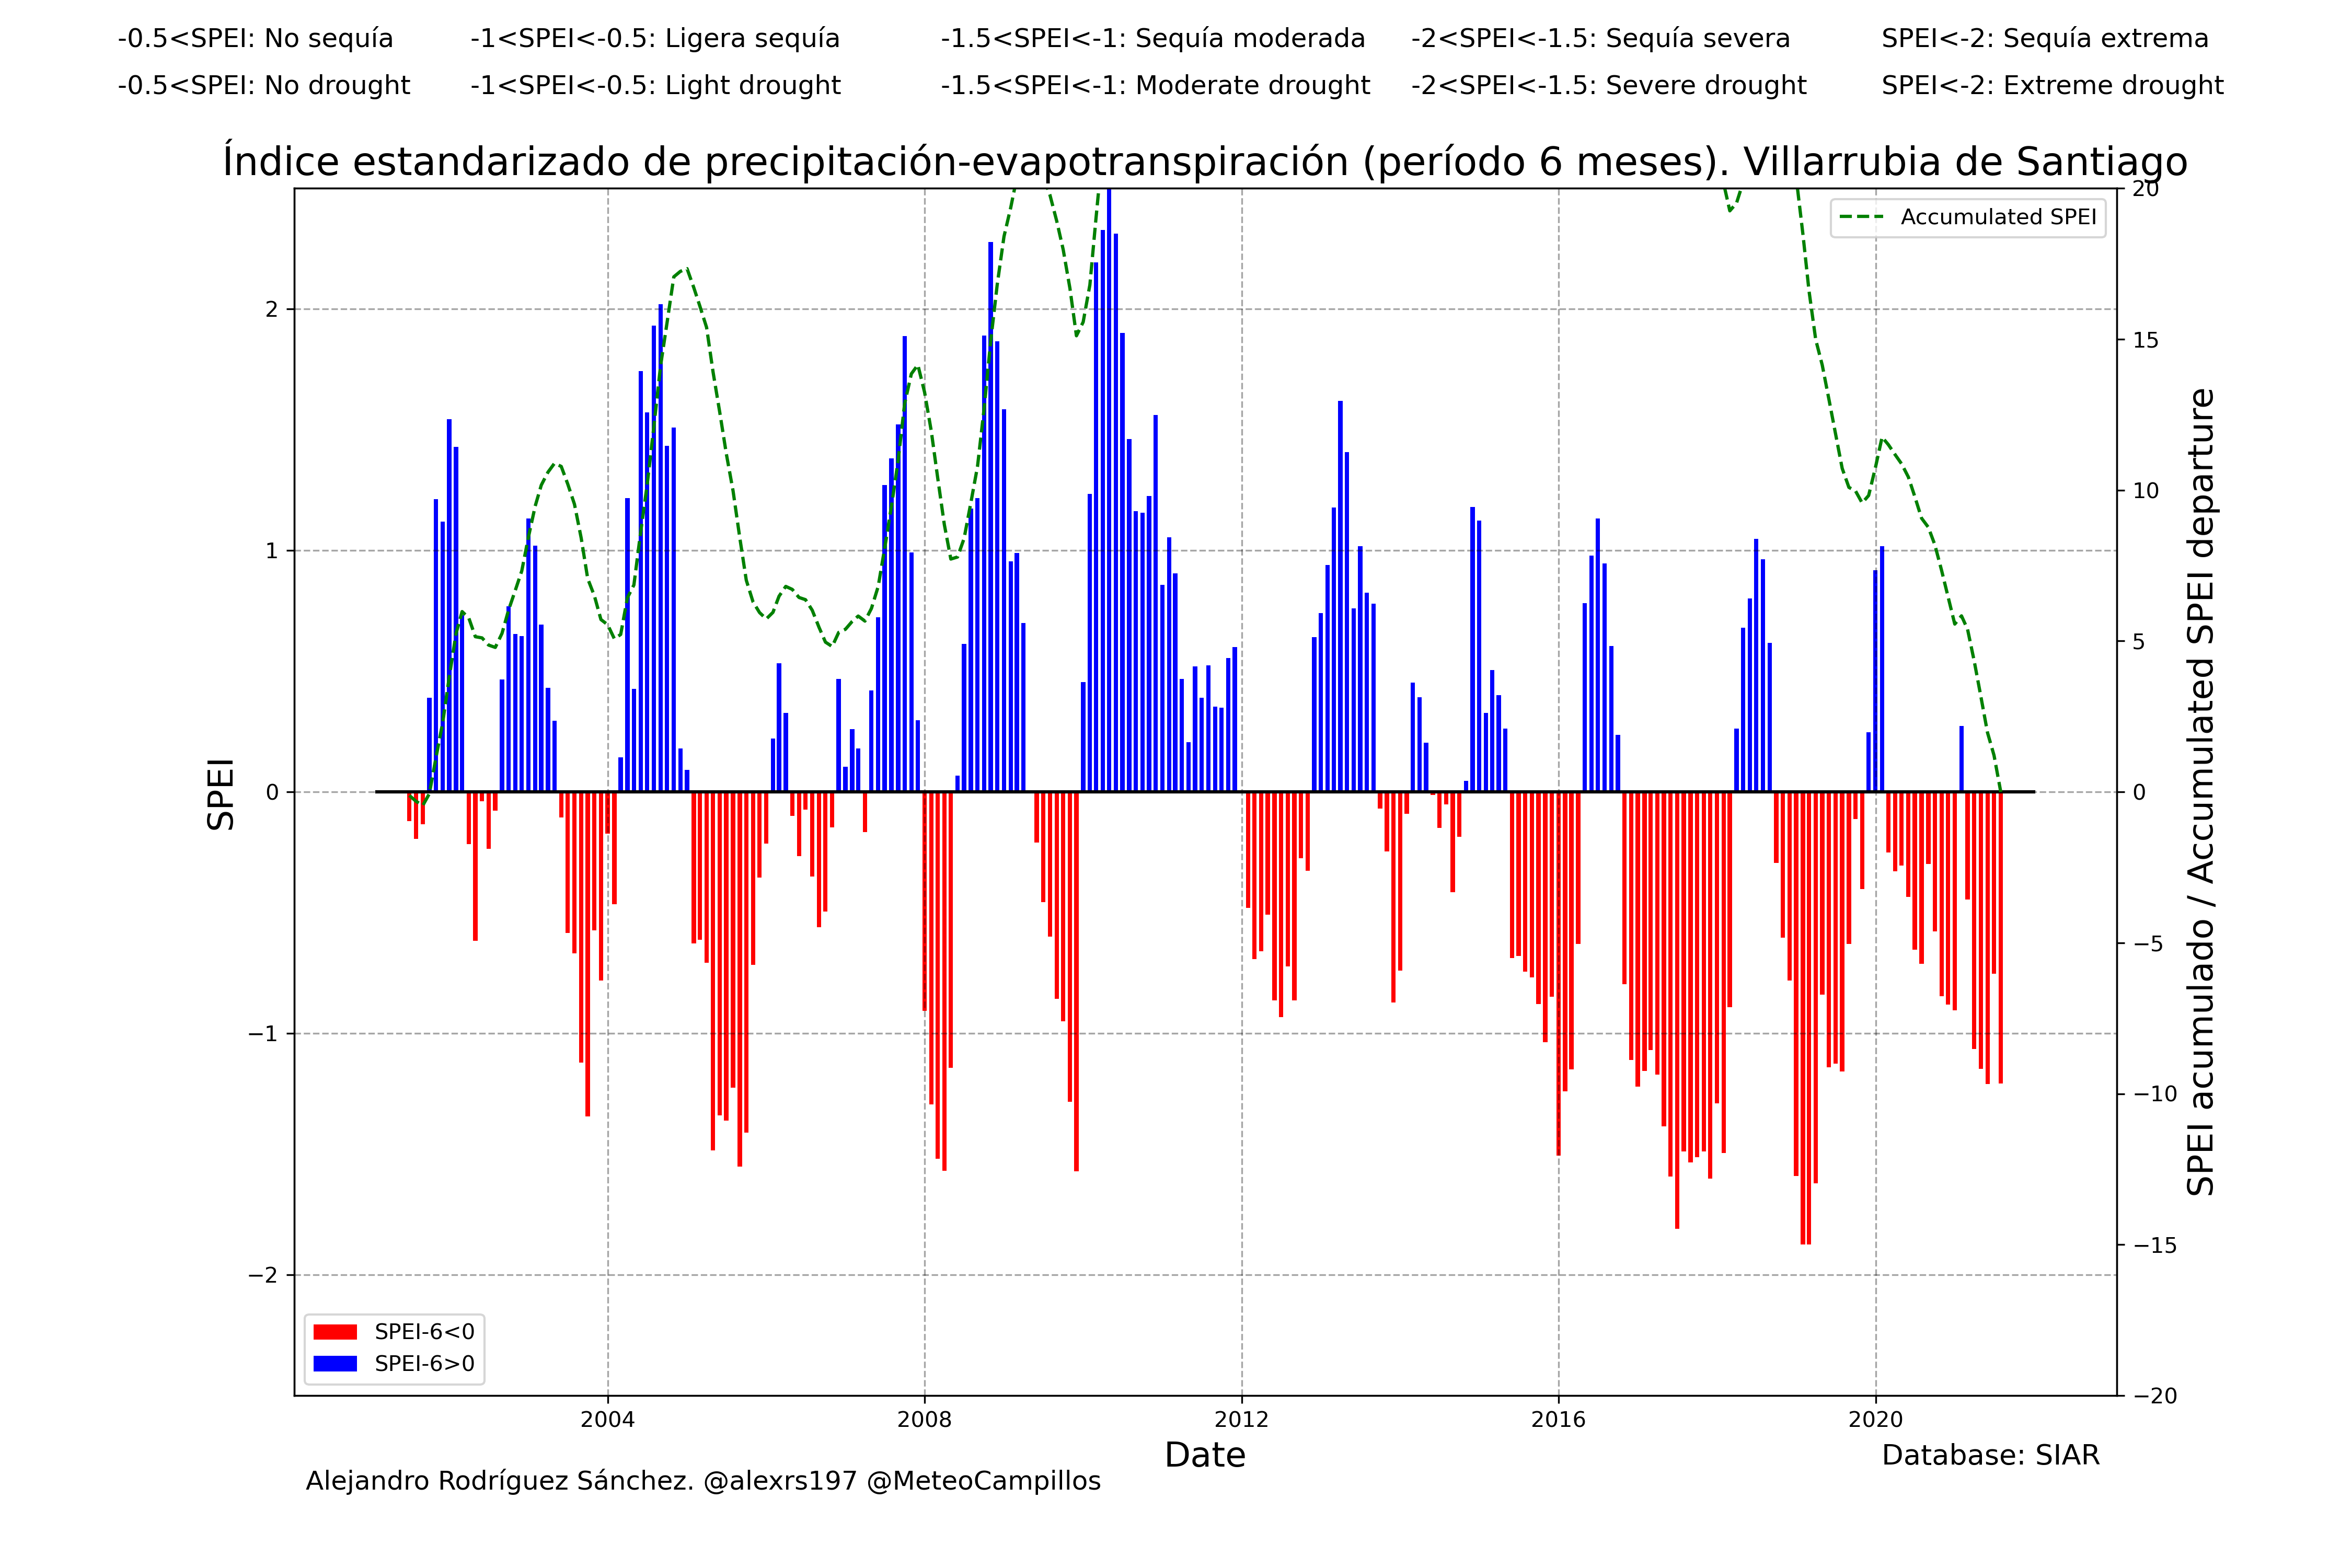 -0.5<SPEI: No sequía -1<SPEI<-0.5: Ligera sequía -1.5<SPEI<-1: Sequía moderada -2<SPEI<-1.5: Sequía severa SPEI<-2: Sequía extrema
-0.5<SPEI: No drought -1<SPEI<-0.5: Light drought -1.5<SPEI<-1: Moderate drought -2<SPEI<-1.5: Severe drought SPEI<-2: Extreme drought
Índice estandarizado de precipitación-evapotranspiración (período 6 meses). Villarrubia de Santiago
Accumulated SPEI
SPEI
2
1
0
−1
−2
20
15
10
5
0
−5
−10
−15
−20
SPEI acumulado / Accumulated SPEI departure
SPEI-6<0
SPEI-6>0
2004 2008 2012 2016 2020
Date
Database: SIAR
Alejandro Rodríguez Sánchez. @alexrs197 @MeteoCampillos